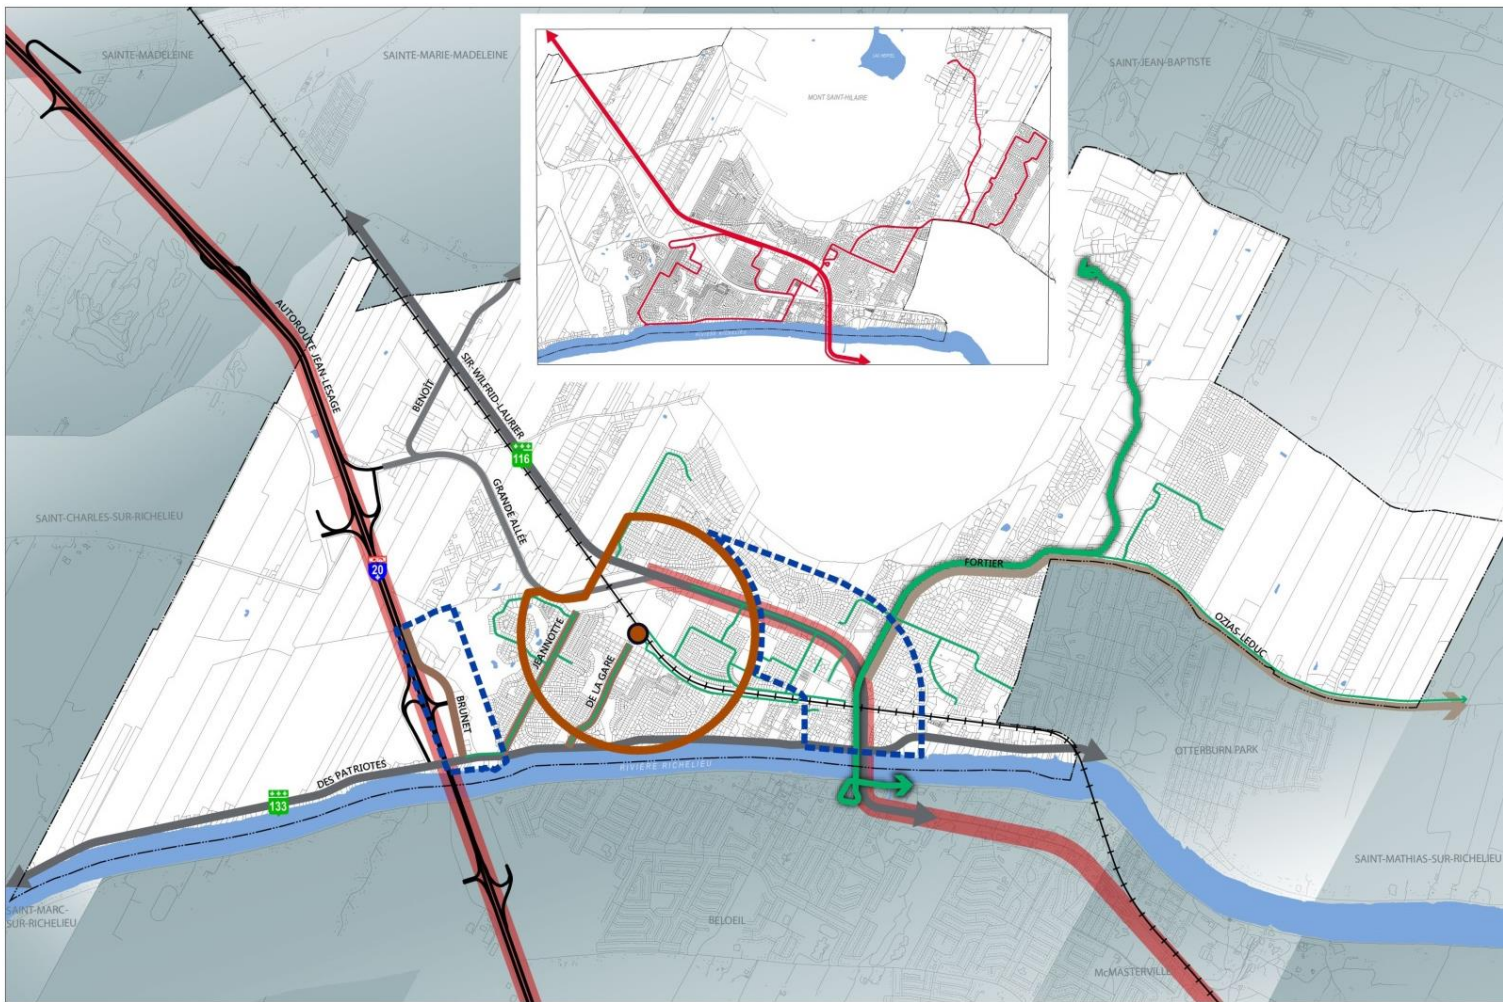 SAINTE-MADELEINE
SAINTE-MARIE-MADELEINE
LAC HERTEL
SAINT-JEAN-BAPTISTE
MONT SAINT-HILAIRE
AUTOROUTE JEAN-LESAGE
BENOÎT
SIR-WILFRID-LAURIER
116
GRANDE ALLÉE
SAINT-CHARLES-SUR-RICHELIEU
20
FORTIER
OZIAS-LEDUC
JEANNOTTE
DE LA GARE
BRUNET
DES PATRIOTES
133
RIVIÈRE RICHELIEU
OTTERBURN PARK
SAINT-MATHIAS-SUR-RICHELIEU
SAINT-MARC-
SUR-RICHELIEU
BELOEIL
McMASTERVILLE